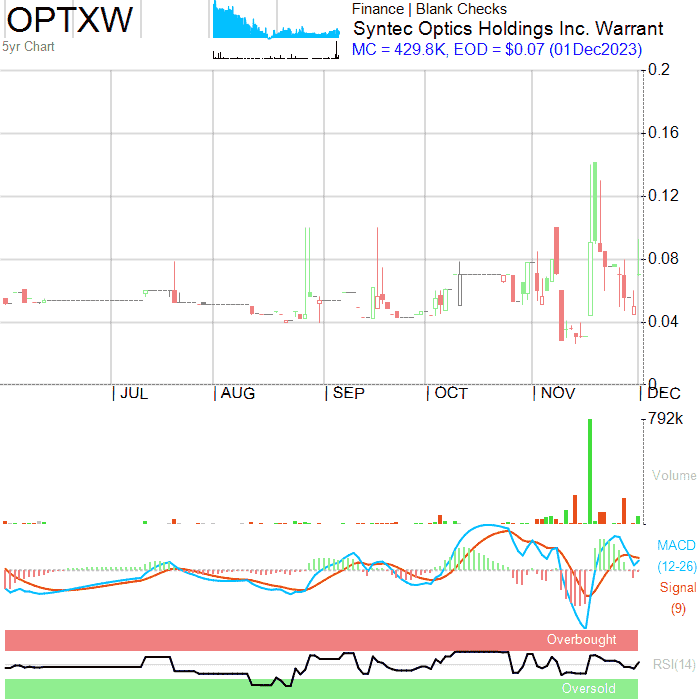 OPTXW
5yr Chart
Finance | Blank Checks
Syntec Optics Holdings Inc. Warrant
MC = 429.8K, EOD = $0.07 (01Dec2023)
0.2
0.16
0.12
0.08
0.04
0
JUL AUG SEP OCT NOV DEC
792k
Volume
MACD
(12-26)
Signal
(9)
Overbought
RSI(14)
Oversold